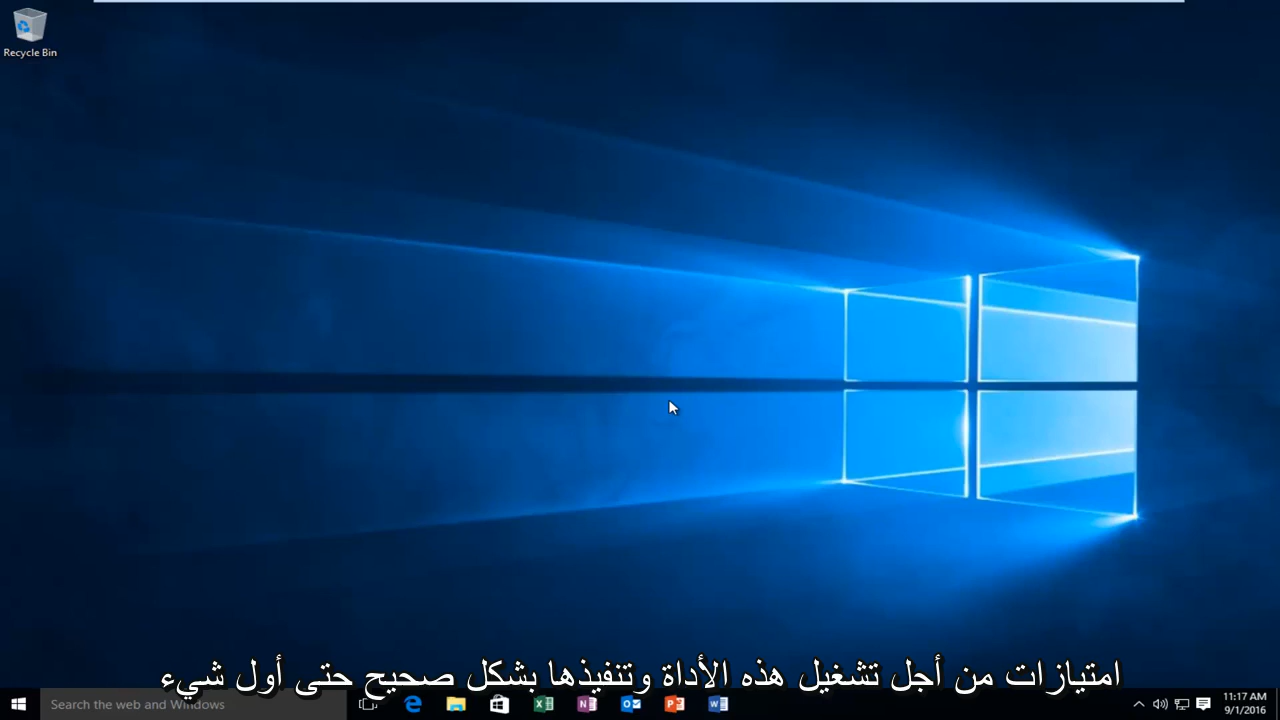 Recycle Bin
امتيازات من أجل تشغيل هذه الأداة وتنفيذها بشكل صحيح حتى أول شيء
Search the web and Windows
11:17 AM
9/1/2016